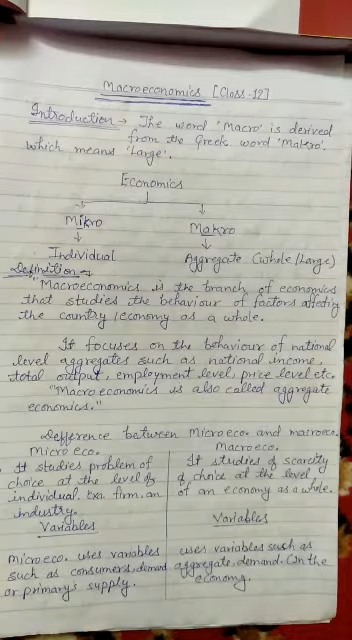 Macroeconomics [Class-12]
Introduction → The word 'Macro' is derived
from the Greek word 'Makro'.
which means 'Large'.
Economics
Mikro
Makro
Individual
Aggregate (whole/Large)
Definition →
"Macroeconomics is the branch of economics
that studies the behaviour of factors affecting
the country/economy as a whole.
It focuses on the behaviour of national
level aggregates such as national income,
total output, employment level, price level etc.
"Macroeconomics is also called aggregate
economics."
Defference between Microeco. and macroeco.
Micro eco.
It studies problem of
choice at the level of
individual. Exa. firm, an
industry.
Variables
Microeco. uses variables
such as consumers, demand
or primarys supply.
Macroeco.
It studies of scarcity
of choice at the level
of an economy as a whole.
Variables
uses variables such as
aggregate, demand. On the
economy.